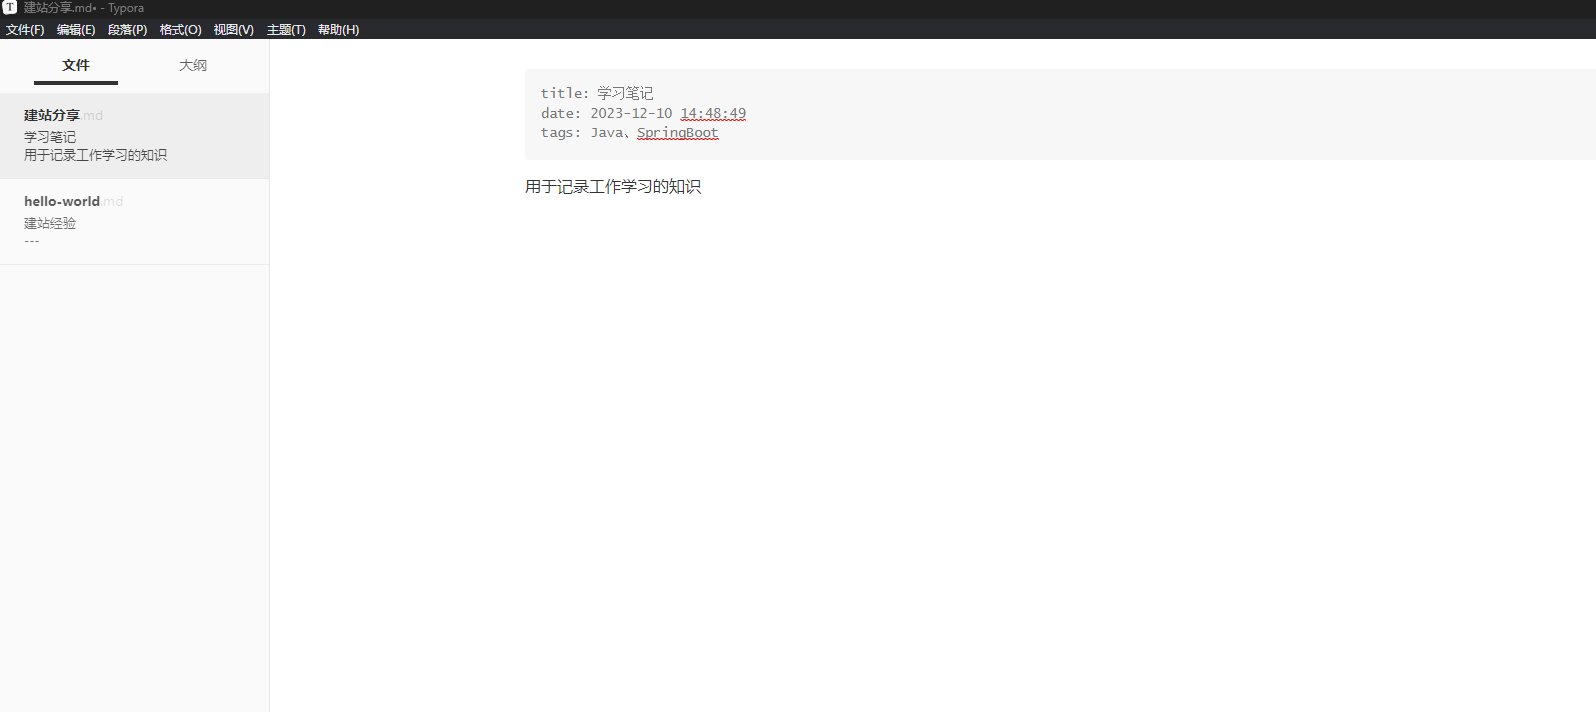 建站分享.md• - Typora
文件(F) 编辑(E) 段落(P) 格式(O) 视图(V) 主题(T) 帮助(H)
文件 大纲
建站分享.md
学习笔记
用于记录工作学习的知识
hello-world.md
建站经验
---
title: 学习笔记
date: 2023-12-10 14:48:49
tags: Java、SpringBoot
用于记录工作学习的知识